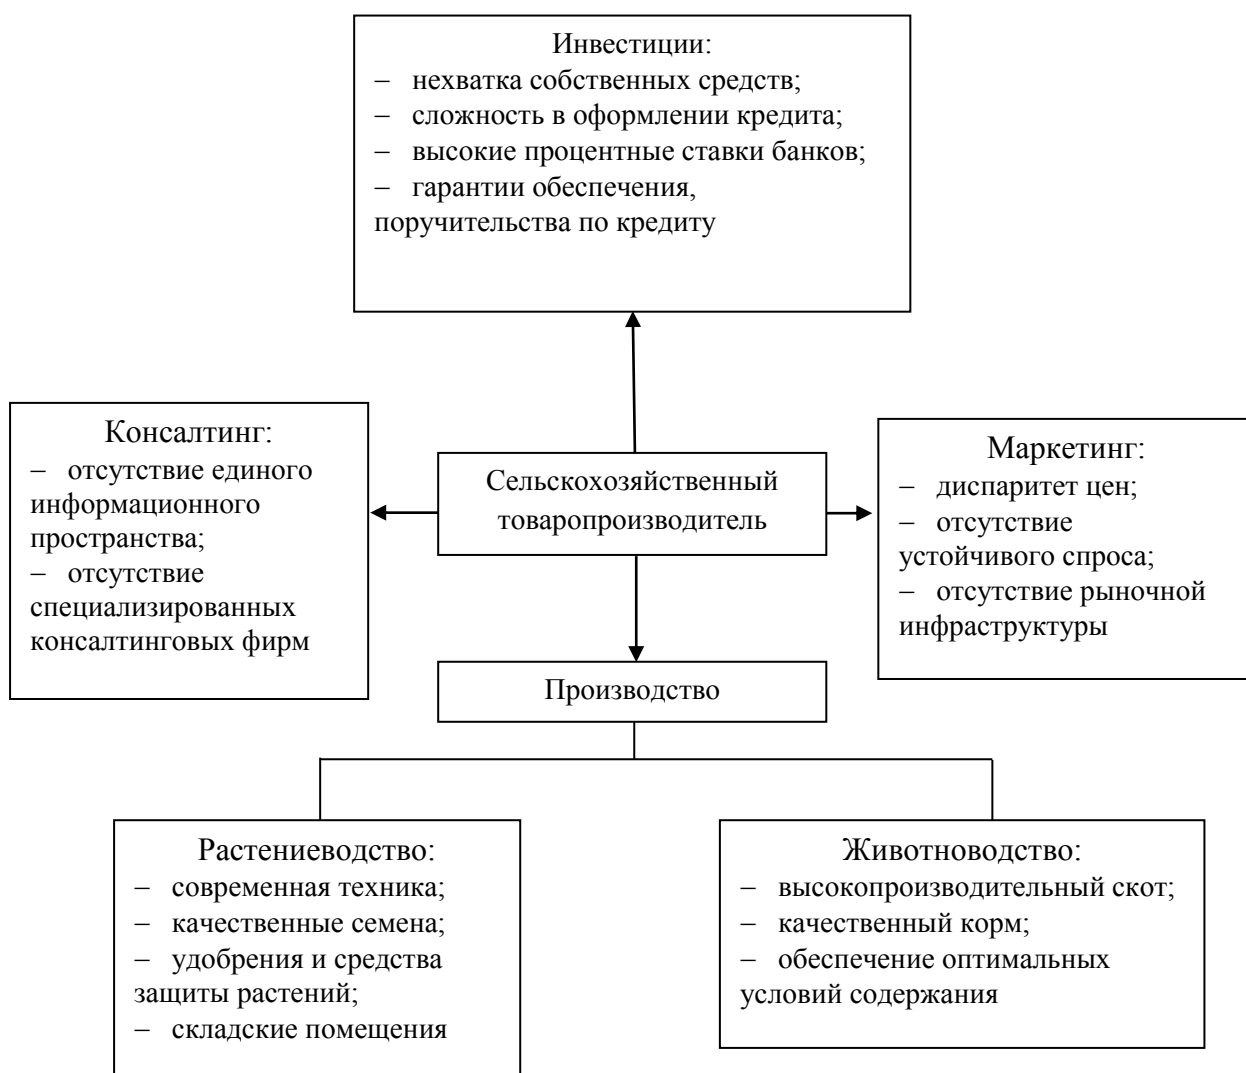 Инвестиции:
– нехватка собственных средств;
– сложность в оформлении кредита;
– высокие процентные ставки банков;
– гарантии обеспечения,
поручительства по кредиту
Консалтинг:
– отсутствие единого
информационного
пространства;
– отсутствие
специализированных
консалтинговых фирм
Сельскохозяйственный
товаропроизводитель
Маркетинг:
– диспаритет цен;
– отсутствие
устойчивого спроса;
– отсутствие рыночной
инфраструктуры
Производство
Растениеводство:
– современная техника;
– качественные семена;
– удобрения и средства
защиты растений;
– складские помещения
Животноводство:
– высокопроизводительный скот;
– качественный корм;
– обеспечение оптимальных
условий содержания